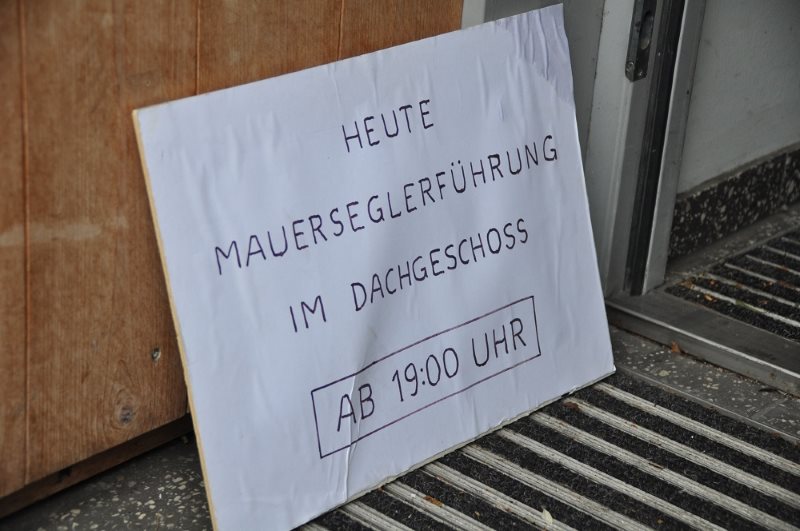 HEUTE
MAUERSEGLERFÜHRUNG
IM DACHGESCHOSS
AB 19:00 UHR